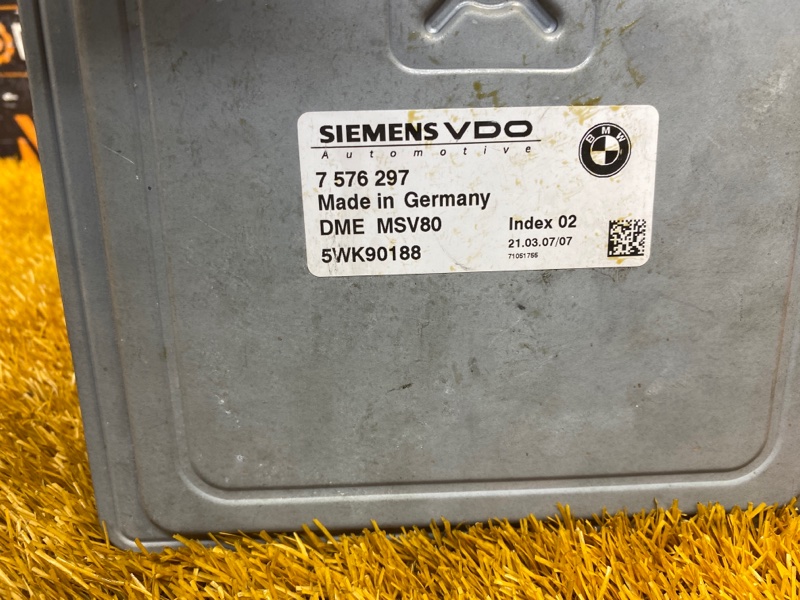 SIEMENS VDO
Automotive
BMW
7 576 297
Made in Germany
DME MSV80 Index 02
21.03.07/07
5WK90188
71051755